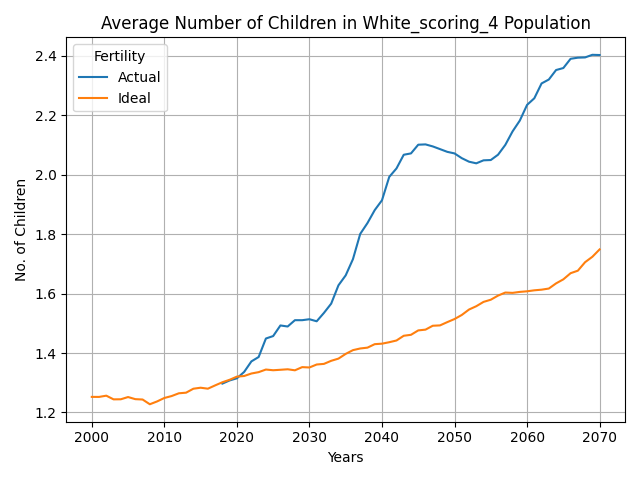 Average Number of Children in White_scoring_4 Population
Fertility
Actual
Ideal
2.4
2.2
2.0
1.8
1.6
1.4
1.2
No. of Children
2000 2010 2020 2030 2040 2050 2060 2070
Years